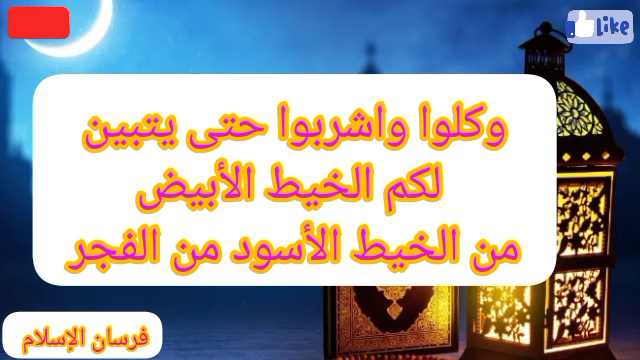 Like
وكلوا واشربوا حتى يتبين
لكم الخيط الأبيض
من الخيط الأسود من الفجر
فرسان الإسلام